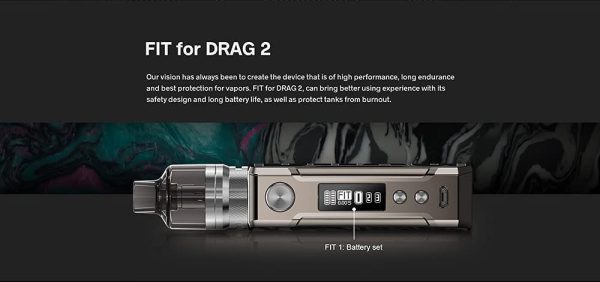 FIT for DRAG 2
Our vision has always been to create the device that is of high performance, long endurance
and best protection for vapors. FIT for DRAG 2, can bring better using experience with its
safety design and long battery life, as well as protect tanks from burnout.
FIT
FIT 1: Battery set